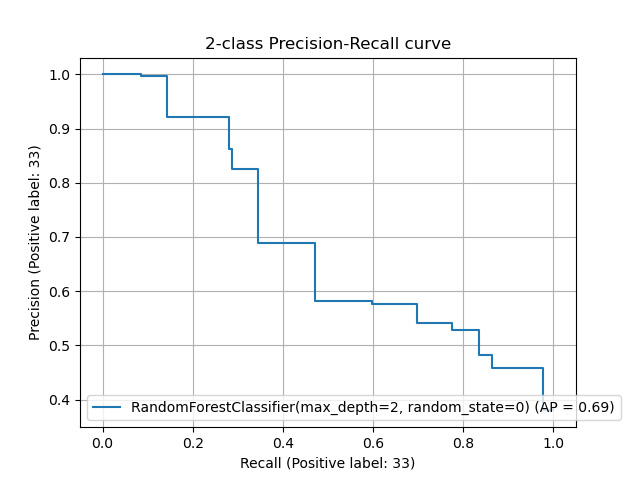 2-class Precision-Recall curve
1.0
0.9
0.8
0.7
0.6
0.5
0.4
Precision (Positive label: 33)
RandomForestClassifier(max_depth=2, random_state=0) (AP = 0.69)
0.0 0.2 0.4 0.6 0.8 1.0
Recall (Positive label: 33)